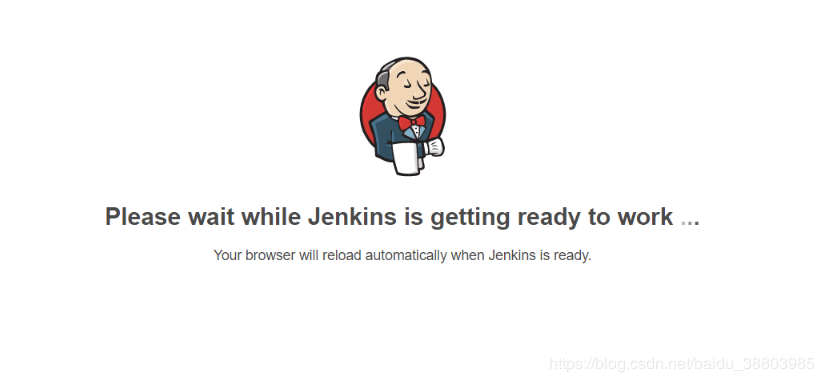 Please wait while Jenkins is getting ready to work ...
Your browser will reload automatically when Jenkins is ready.
https://blog.csdn.net/baidu_38803985